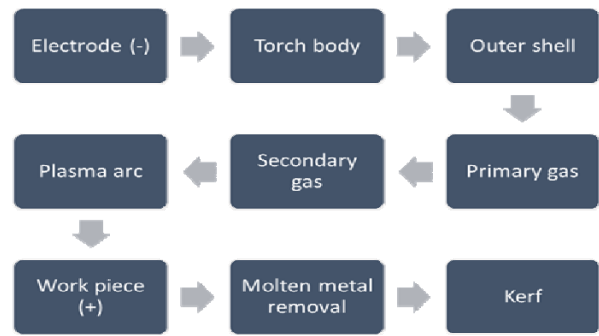 Electrode (-)
Torch body
Outer shell
Plasma arc
Secondary
gas
Primary gas
Work piece
(+)
Molten metal
removal
Kerf